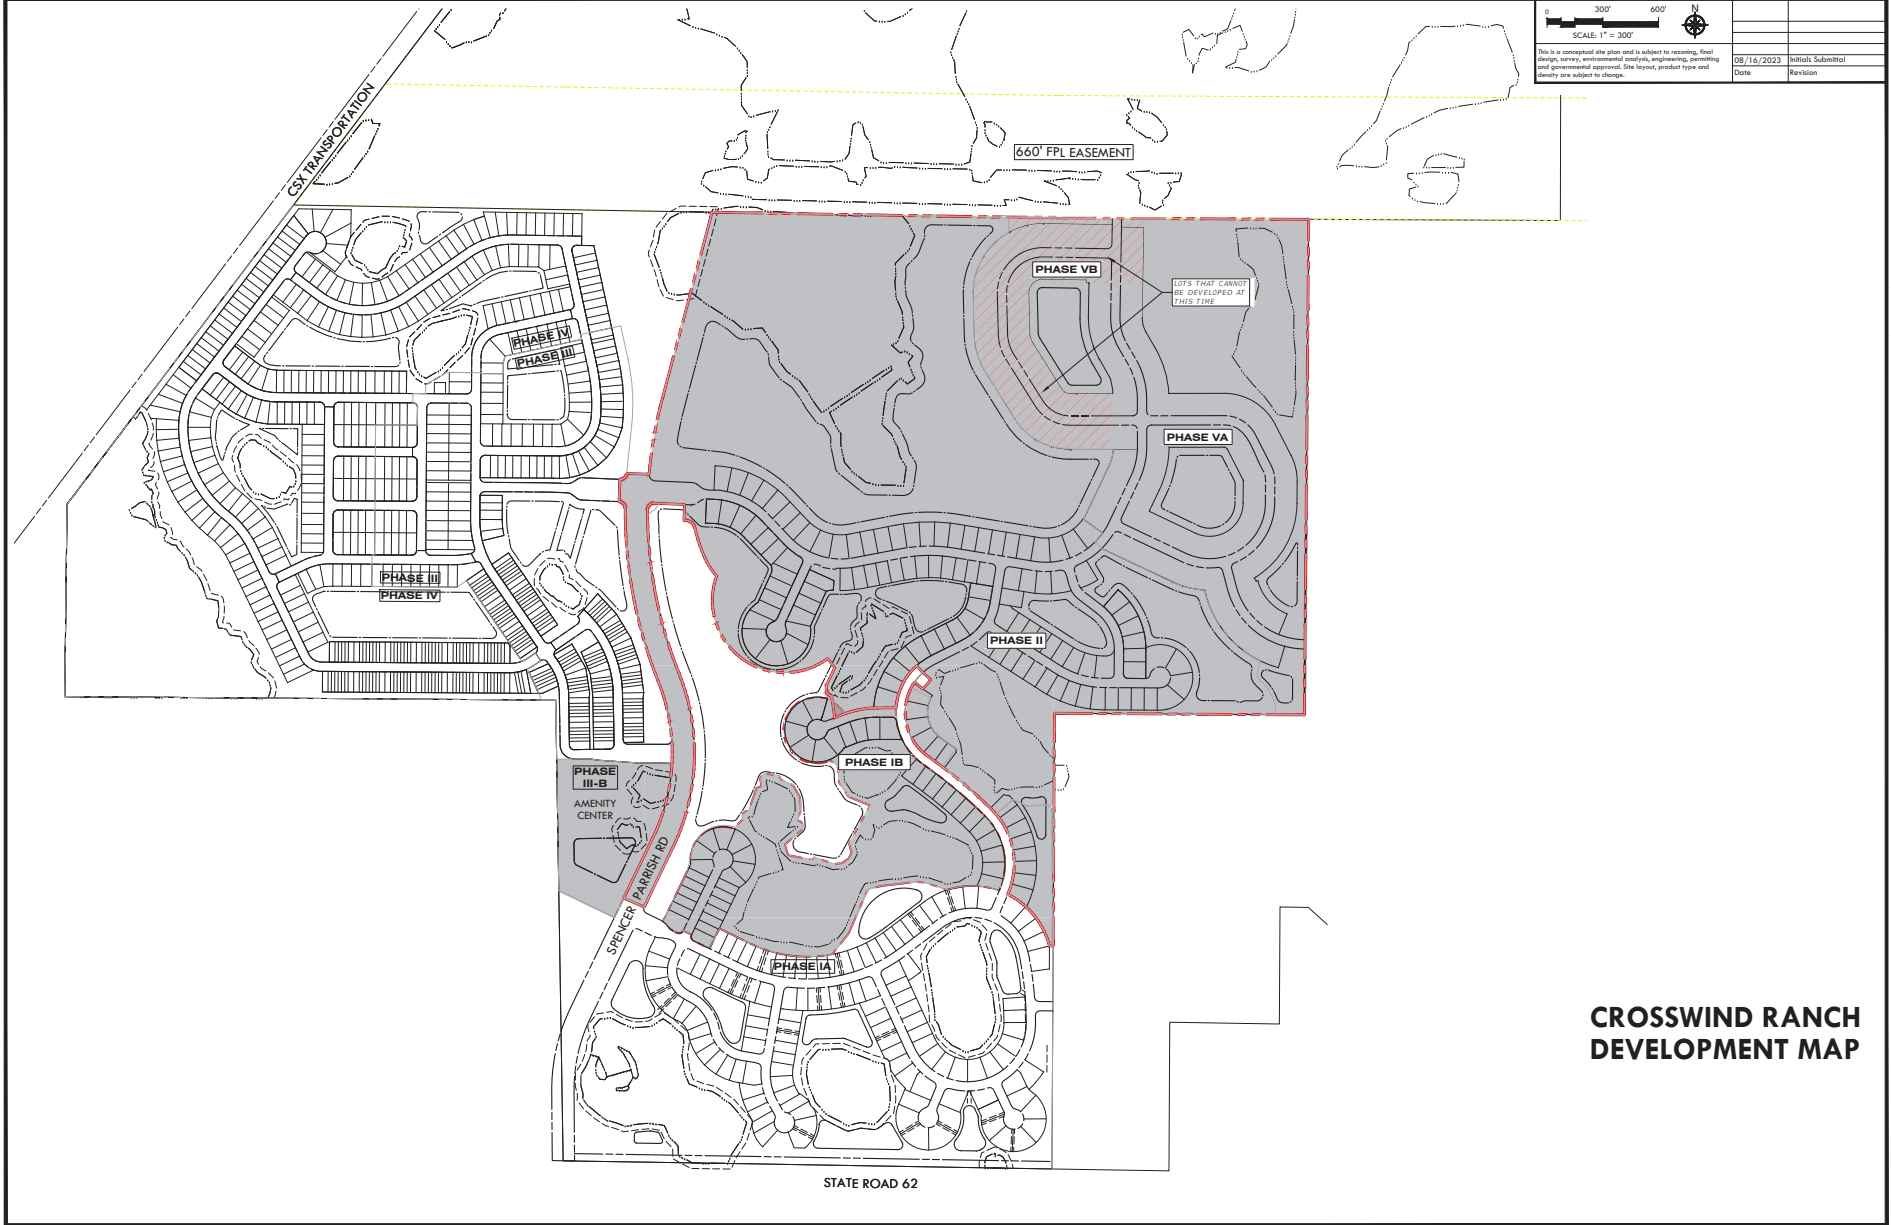 0 300' 600'
N
SCALE: 1" = 300'
This is a conceptual site plan and is subject to rezoning, final
design, survey, environmental analysis, engineering, permitting
and governmental approval. Site layout, product type and
density are subject to change.
08/16/2023 Initials Submittal
Date Revision
CSX TRANSPORTATION
660' FPL EASEMENT
PHASE VB
LOTS THAT CANNOT
BE DEVELOPED AT
THIS TIME
PHASE IV
PHASE III
PHASE VA
PHASE III
PHASE IV
PHASE II
PHASE IB
PHASE
III-B
AMENITY
CENTER
SPENCER PARRISH RD
PHASE IA
CROSSWIND RANCH
DEVELOPMENT MAP
STATE ROAD 62